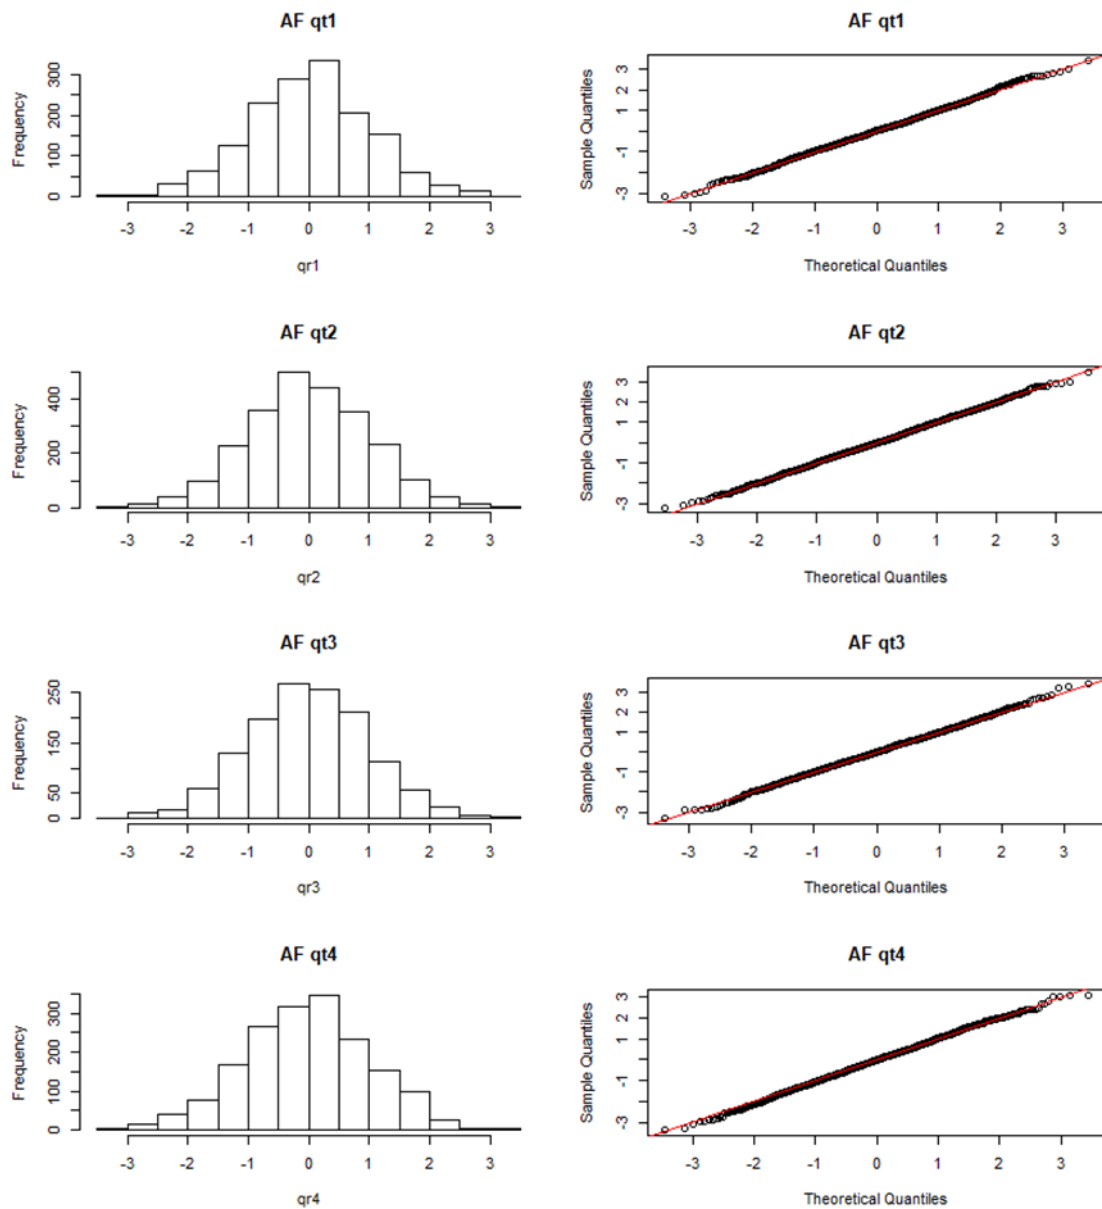 AF qt1
Frequency
0 100 200 300
-3 -2 -1 0 1 2 3
qr1
AF qt1
Sample Quantiles
-3 -1 1 2 3
-3 -2 -1 0 1 2 3
Theoretical Quantiles
AF qt2
Frequency
0 200 400
-3 -2 -1 0 1 2 3
qr2
AF qt2
Sample Quantiles
-3 -1 1 2 3
-3 -2 -1 0 1 2 3
Theoretical Quantiles
AF qt3
Frequency
0 50 150 250
-3 -2 -1 0 1 2 3
qr3
AF qt3
Sample Quantiles
-3 -1 1 2 3
-3 -2 -1 0 1 2 3
Theoretical Quantiles
AF qt4
Frequency
0 100 200 300
-3 -2 -1 0 1 2 3
qr4
AF qt4
Sample Quantiles
-3 -1 1 2 3
-3 -2 -1 0 1 2 3
Theoretical Quantiles